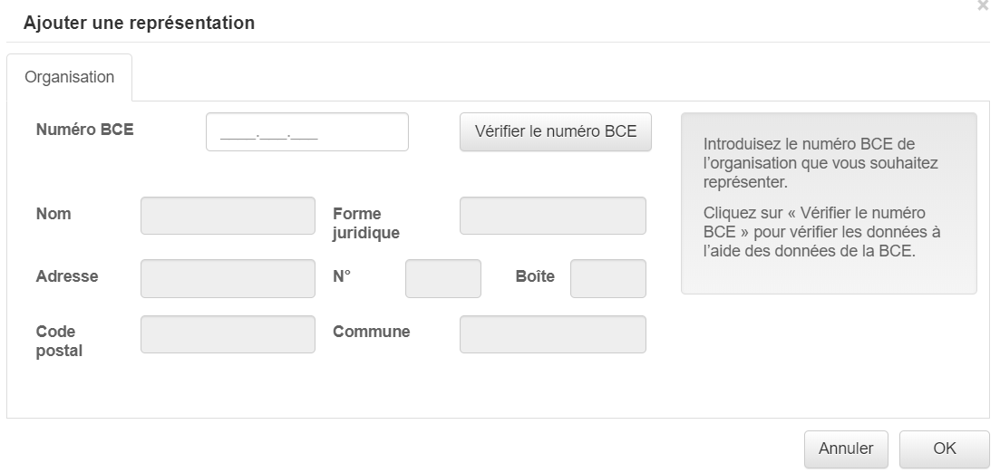 Ajouter une représentation
×
Organisation
Numéro BCE
____.___.___
Vérifier le numéro BCE
Introduisez le numéro BCE de
l'organisation que vous souhaitez
représenter.
Cliquez sur « Vérifier le numéro
BCE » pour vérifier les données à
l'aide des données de la BCE.
Nom
Forme
juridique
Adresse
N°
Boîte
Code
postal
Commune
Annuler
OK